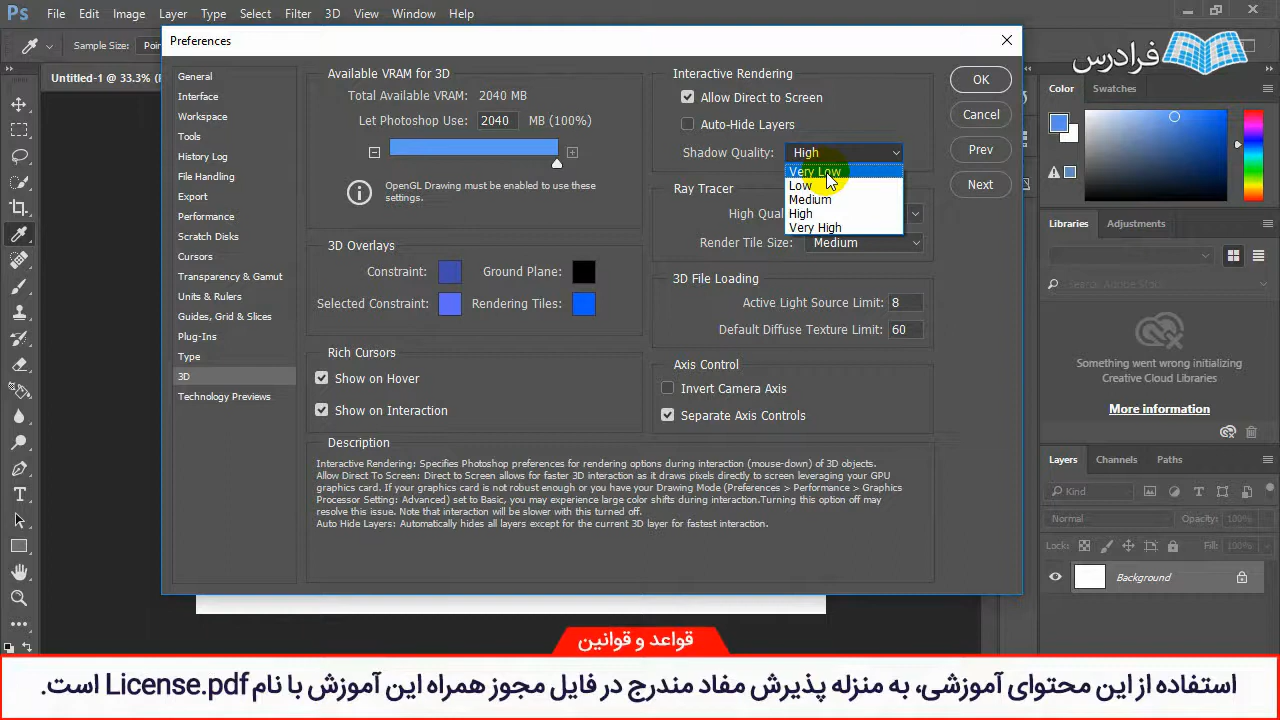 Ps File Edit Image Layer Type Select Filter 3D View Window Help
Sample Size:
Untitled-1 @ 33.3%
فرادرس
Preferences
General
Interface
Workspace
Tools
History Log
File Handling
Export
Performance
Scratch Disks
Cursors
Transparency & Gamut
Units & Rulers
Guides, Grid & Slices
Plug-Ins
Type
3D
Technology Previews
Available VRAM for 3D
Total Available VRAM: 2040 MB
Let Photoshop Use: 2040 MB (100%)
OpenGL Drawing must be enabled to use these
settings.
3D Overlays
Constraint: Ground Plane:
Selected Constraint: Rendering Tiles:
Rich Cursors
Show on Hover
Show on Interaction
Interactive Rendering
Allow Direct to Screen
Auto-Hide Layers
Shadow Quality: High
Very Low
Low
Medium
High
Very High
Ray Tracer
High
Render Tile Size: Medium
3D File Loading
Active Light Source Limit: 8
Default Diffuse Texture Limit: 60
Axis Control
Invert Camera Axis
Separate Axis Controls
OK
Cancel
Prev
Next
Description
Interactive Rendering: Specifies Photoshop preferences for rendering options during interaction (mouse-down) of 3D objects.
Allow Direct To Screen: Direct to Screen allows for faster 3D interaction as it draws pixels directly to screen leveraging your GPU
graphics card. If your graphics card is not robust enough or you have your Drawing Mode (Preferences > Performance > Graphics
Processor Setting: Advanced) set to Basic, you may experience large color shifts during interaction.Turning this option off may
resolve this issue. Note that interaction will be slower with this turned off.
Auto Hide Layers: Automatically hides all layers except for the current 3D layer for fastest interaction.
Color Swatches
Libraries Adjustments
Search Adobe Stock
Something went wrong initializing
Creative Cloud Libraries
More information
Layers Channels Paths
Kind
Normal Opacity: 100%
Lock: Fill: 100%
Background
قواعد و قوانین
استفاده از این محتوای آموزشی، به منزله پذیرش مفاد مندرج در فایل مجوز همراه این آموزش با نام License.pdf است.